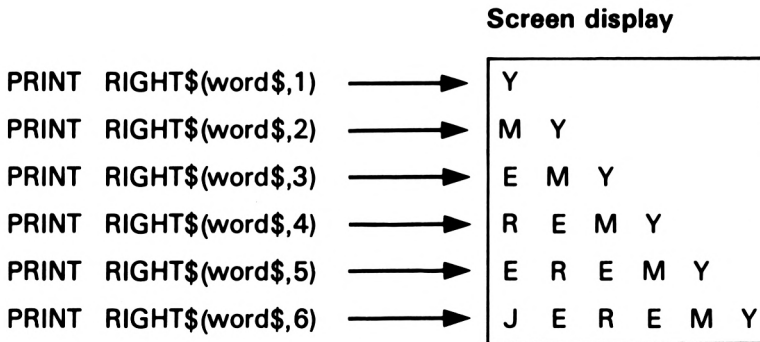 Screen display
PRINT RIGHT$(word$,1) Y
PRINT RIGHT$(word$,2) M Y
PRINT RIGHT$(word$,3) E M Y
PRINT RIGHT$(word$,4) R E M Y
PRINT RIGHT$(word$,5) E R E M Y
PRINT RIGHT$(word$,6) J E R E M Y